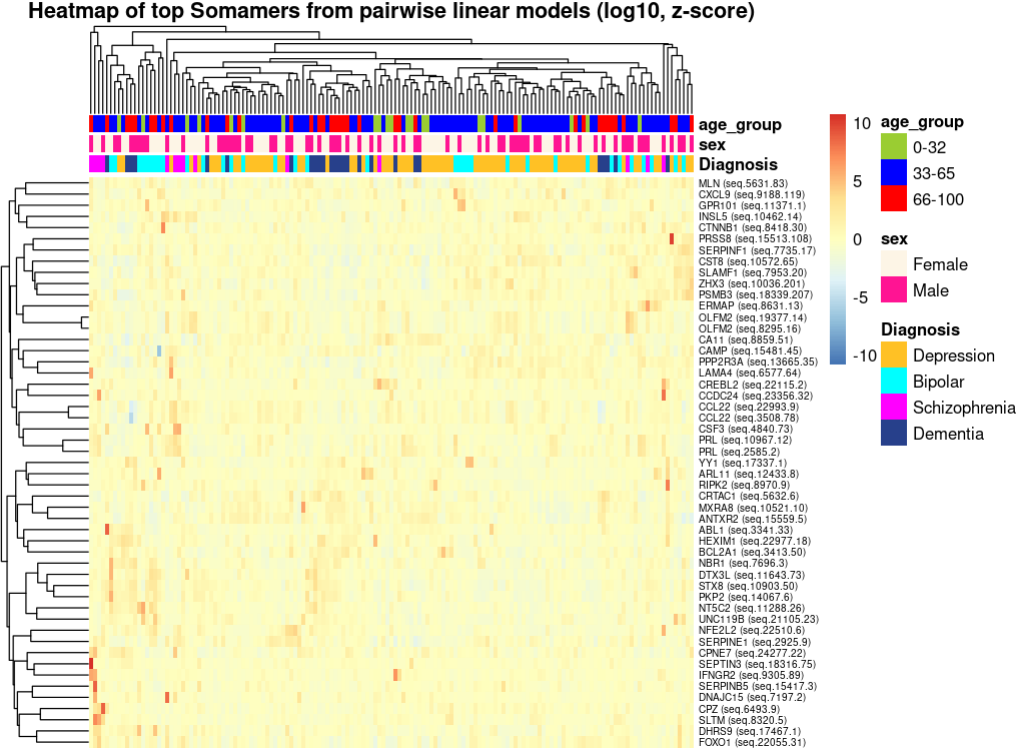 Heatmap of top Somamers from pairwise linear models (log10, z-score)
age_group
sex
Diagnosis
MLN (seq.5631.83)
CXCL9 (seq.9188.119)
GPR101 (seq.11371.1)
INSL5 (seq.10462.14)
CTNNB1 (seq.8418.30)
PRSS8 (seq.15513.108)
SERPINF1 (seq.7735.17)
CST8 (seq.10572.65)
SLAMF1 (seq.7953.20)
ZHX3 (seq.10036.201)
PSMB3 (seq.18339.207)
ERMAP (seq.8631.13)
OLFM2 (seq.19377.14)
OLFM2 (seq.8295.16)
CA11 (seq.8859.51)
CAMP (seq.15481.45)
PPP2R3A (seq.13665.35)
LAMA4 (seq.6577.64)
CREBL2 (seq.22115.2)
CCDC24 (seq.23356.32)
CCL22 (seq.22993.9)
CCL22 (seq.3508.78)
CSF3 (seq.4840.73)
PRL (seq.10967.12)
PRL (seq.2585.2)
YY1 (seq.17337.1)
ARL11 (seq.12433.8)
RIPK2 (seq.8970.9)
CRTAC1 (seq.5632.6)
MXRA8 (seq.10521.10)
ANTXR2 (seq.15559.5)
ABL1 (seq.3341.33)
HEXIM1 (seq.22977.18)
BCL2A1 (seq.3413.50)
NBR1 (seq.7696.3)
DTX3L (seq.11643.73)
STX8 (seq.10903.50)
PKP2 (seq.14067.6)
NT5C2 (seq.11288.26)
UNC119B (seq.21105.23)
NFE2L2 (seq.22510.6)
SERPINE1 (seq.2925.9)
CPNE7 (seq.24277.22)
SEPTIN3 (seq.18316.75)
IFNGR2 (seq.9305.89)
SERPINB5 (seq.15417.3)
DNAJC15 (seq.7197.2)
CPZ (seq.6493.9)
SLTM (seq.8320.5)
DHRS9 (seq.17467.1)
FOXO1 (seq.22055.31)
10
5
0
-5
-10
age_group
0-32
33-65
66-100
sex
Female
Male
Diagnosis
Depression
Bipolar
Schizophrenia
Dementia